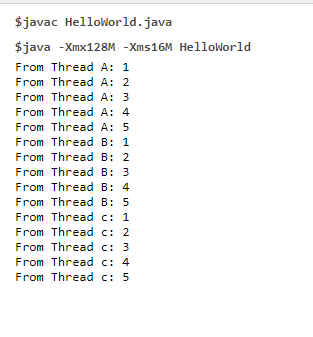 $javac HelloWorld.java
$java -Xmx128M -Xms16M HelloWorld
From Thread A: 1
From Thread A: 2
From Thread A: 3
From Thread A: 4
From Thread A: 5
From Thread B: 1
From Thread B: 2
From Thread B: 3
From Thread B: 4
From Thread B: 5
From Thread c: 1
From Thread c: 2
From Thread c: 3
From Thread c: 4
From Thread c: 5